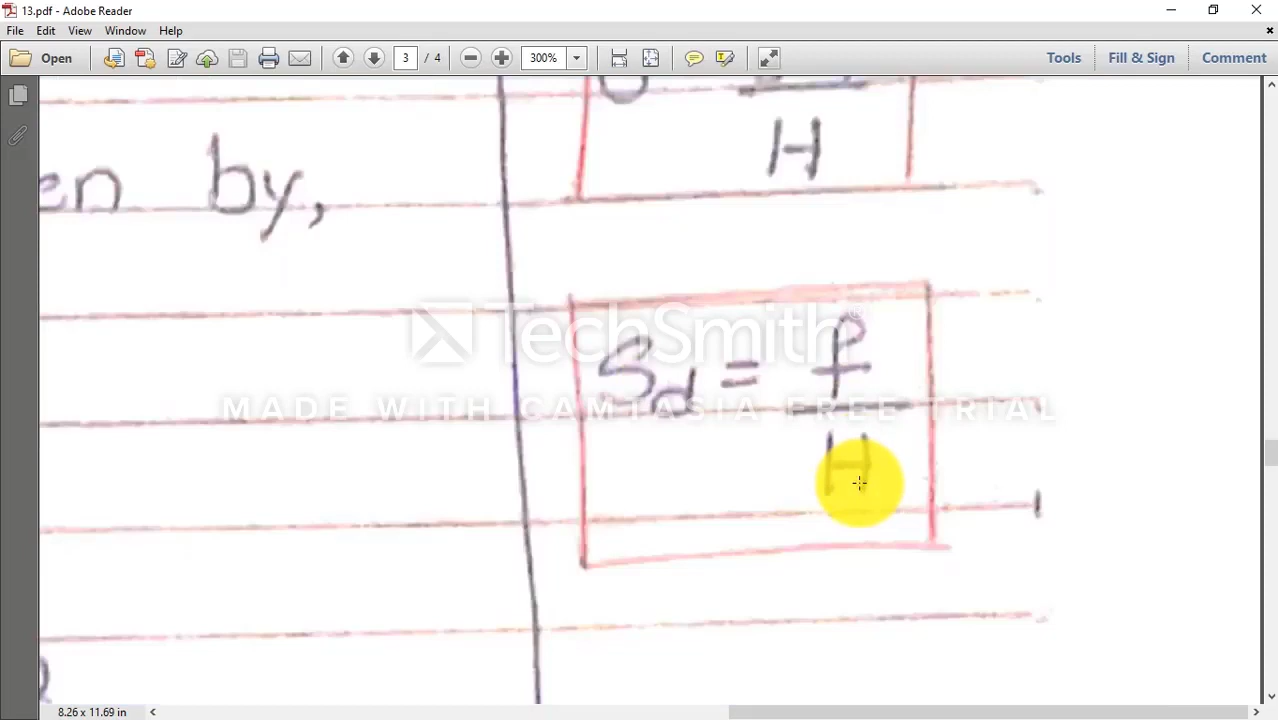 13.pdf - Adobe Reader
File Edit View Window Help
Open 3 / 4 300% Tools Fill & Sign Comment
H
en by,
TechSmith®
Sd = f
MADE WITH CAMTASIA FREE TRIAL
H
8.26 x 11.69 in